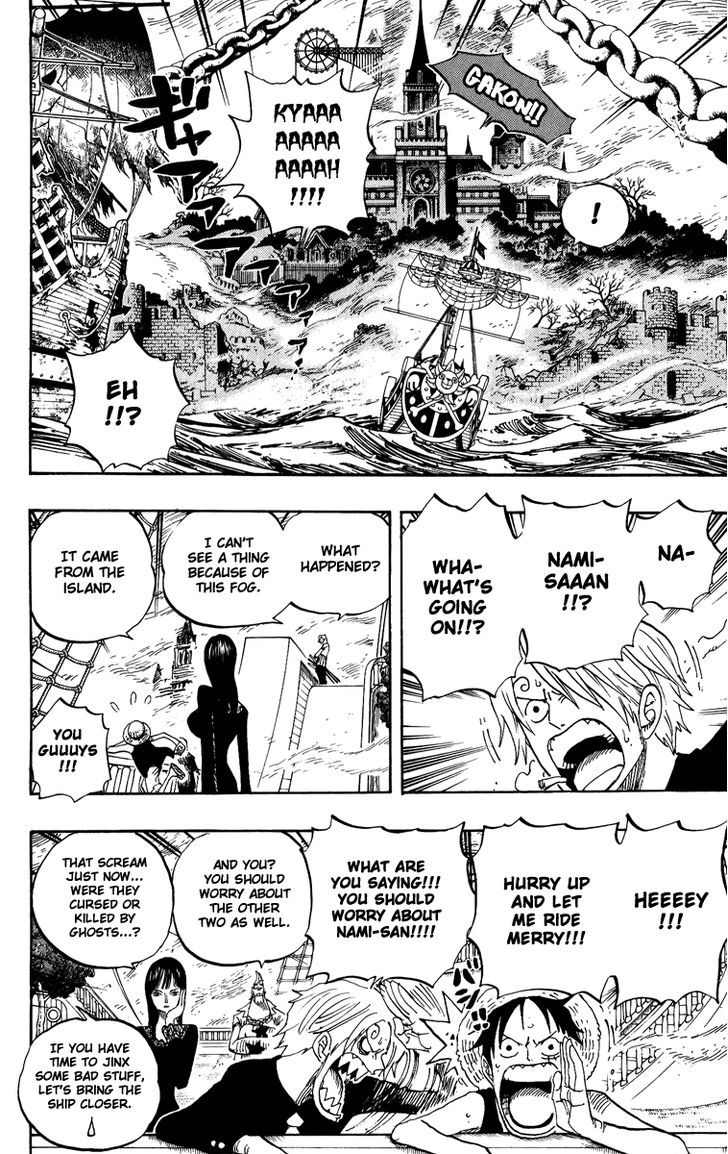 GAKON!!
!
KYAAA
AAAAA
AAAAH
!!!!
ギャアアアアアア
EH
!!?
NA-
NAMI-
SAAAN
!!?
WHA-
WHAT'S
GOING
ON!!?
WHAT
HAPPENED?
I CAN'T
SEE A THING
BECAUSE OF
THIS FOG.
IT CAME
FROM THE
ISLAND.
YOU
GUUUYS
!!!
HEEEEY
!!!
HURRY UP
AND LET
ME RIDE
MERRY!!!
WHAT ARE
YOU SAYING!!!
YOU SHOULD
WORRY ABOUT
NAMI-SAN!!!!
AND YOU?
YOU SHOULD
WORRY ABOUT
THE OTHER
TWO AS WELL.
THAT SCREAM
JUST NOW...
WERE THEY
CURSED OR
KILLED BY
GHOSTS...?
IF YOU HAVE
TIME TO JINX
SOME BAD STUFF,
LET'S BRING THE
SHIP CLOSER.